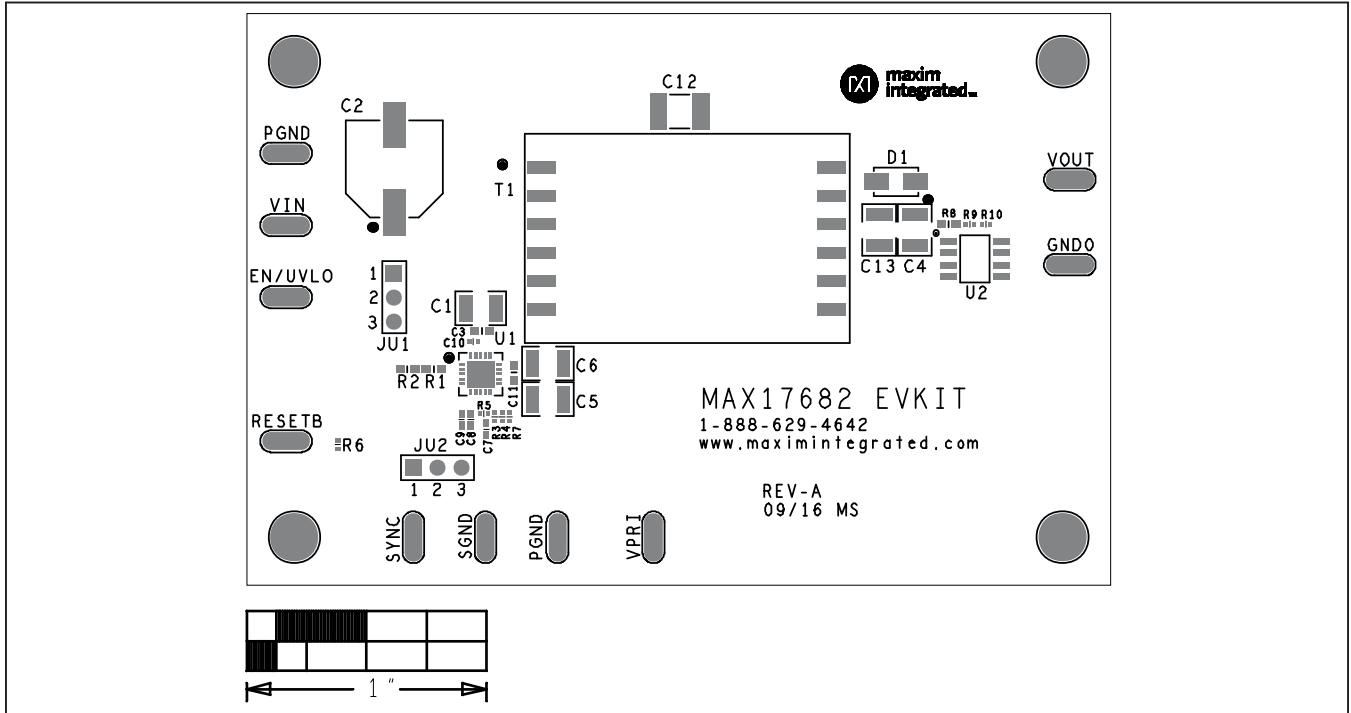 maxim
integrated™
C12
C2
PGND
D1
VOUT
T1
VIN
R8 R9 R10
EN/UVLO
GNDO
C13 C4
U2
1
2
3
JU1
C1
C3
U1
C10
C6
R2 R1
C11
C5
MAX17682 EVKIT
1-888-629-4642
www.maximintegrated.com
RESETB
R6
R5
C9
C8
C7
R3
R4
R7
JU2
1 2 3
REV-A
09/16 MS
SYNC
SGND
PGND
VPRI
1 "